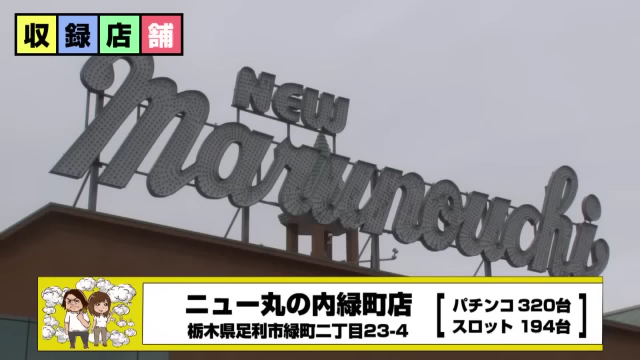 収録店舗
NEW
Marunouchi
ニュー丸の内緑町店
栃木県足利市緑町二丁目23-4
パチンコ 320台
スロット 194台